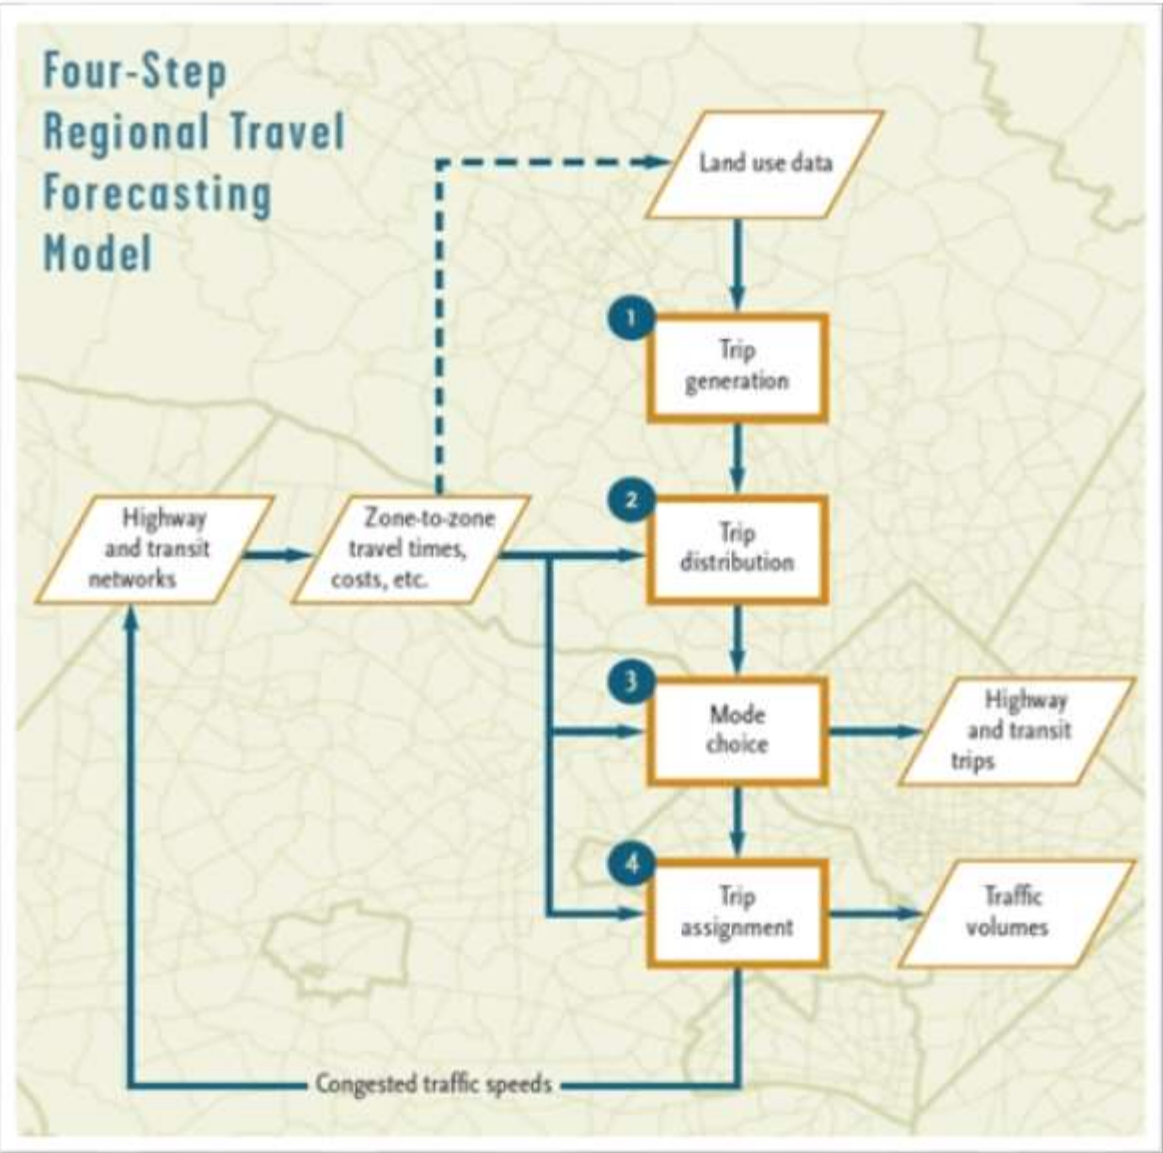 Four-Step
Regional Travel
Forecasting
Model
Land use data
1
Trip
generation
2
Trip
distribution
Highway
and transit
networks
Zone-to-zone
travel times,
costs, etc.
3
Mode
choice
Highway
and transit
trips
4
Trip
assignment
Traffic
volumes
Congested traffic speeds